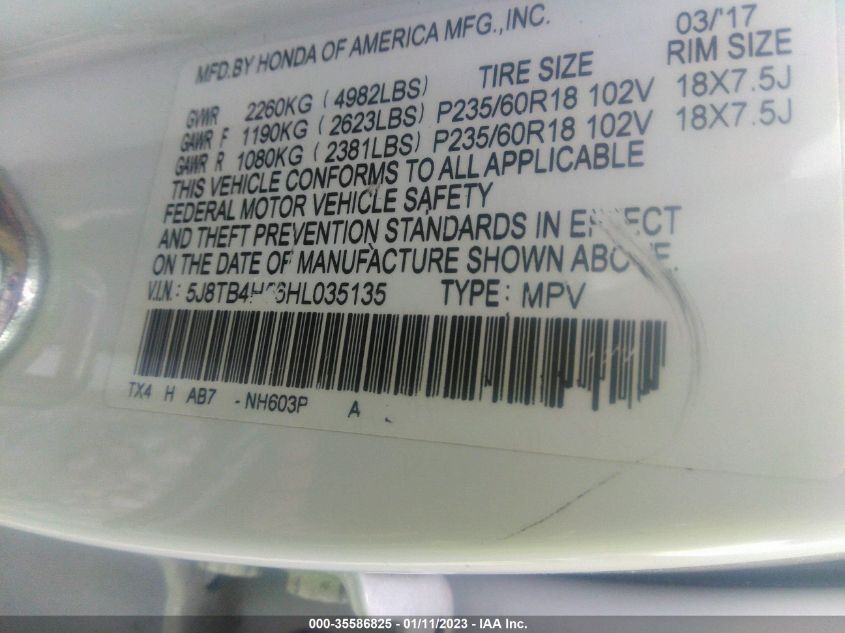 MFD. BY HONDA OF AMERICA MFG., INC. 03/'17
TIRE SIZE RIM SIZE
GVWR 2260KG (4982LBS)
GAWR F 1190KG (2623LBS) P235/60R18 102V 18X7.5J
GAWR R 1080KG (2381LBS) P235/60R18 102V 18X7.5J
THIS VEHICLE CONFORMS TO ALL APPLICABLE
FEDERAL MOTOR VEHICLE SAFETY
AND THEFT PREVENTION STANDARDS IN EFFECT
ON THE DATE OF MANUFACTURE SHOWN ABOVE.
V.I.N.: TYPE: MPV
TX4 H AB7 -NH603P A
000-35586825 - 01/11/2023 - IAA Inc.